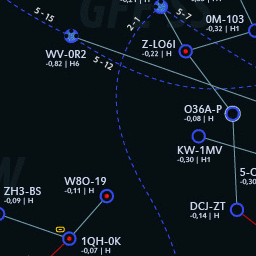 5-15
2-1
5-7
0M-103
-0,32 | H1
Z-LO6I
-0,22 | H
WV-0R2
-0,82 | H6
5-12
O36A-P
-0,08 | H
KW-1MV
-0,30 | H1
W8O-19
-0,11 | H
ZH3-BS
-0,09 | H
DCJ-ZT
-0,14 | H
1QH-0K
-0,07 | H